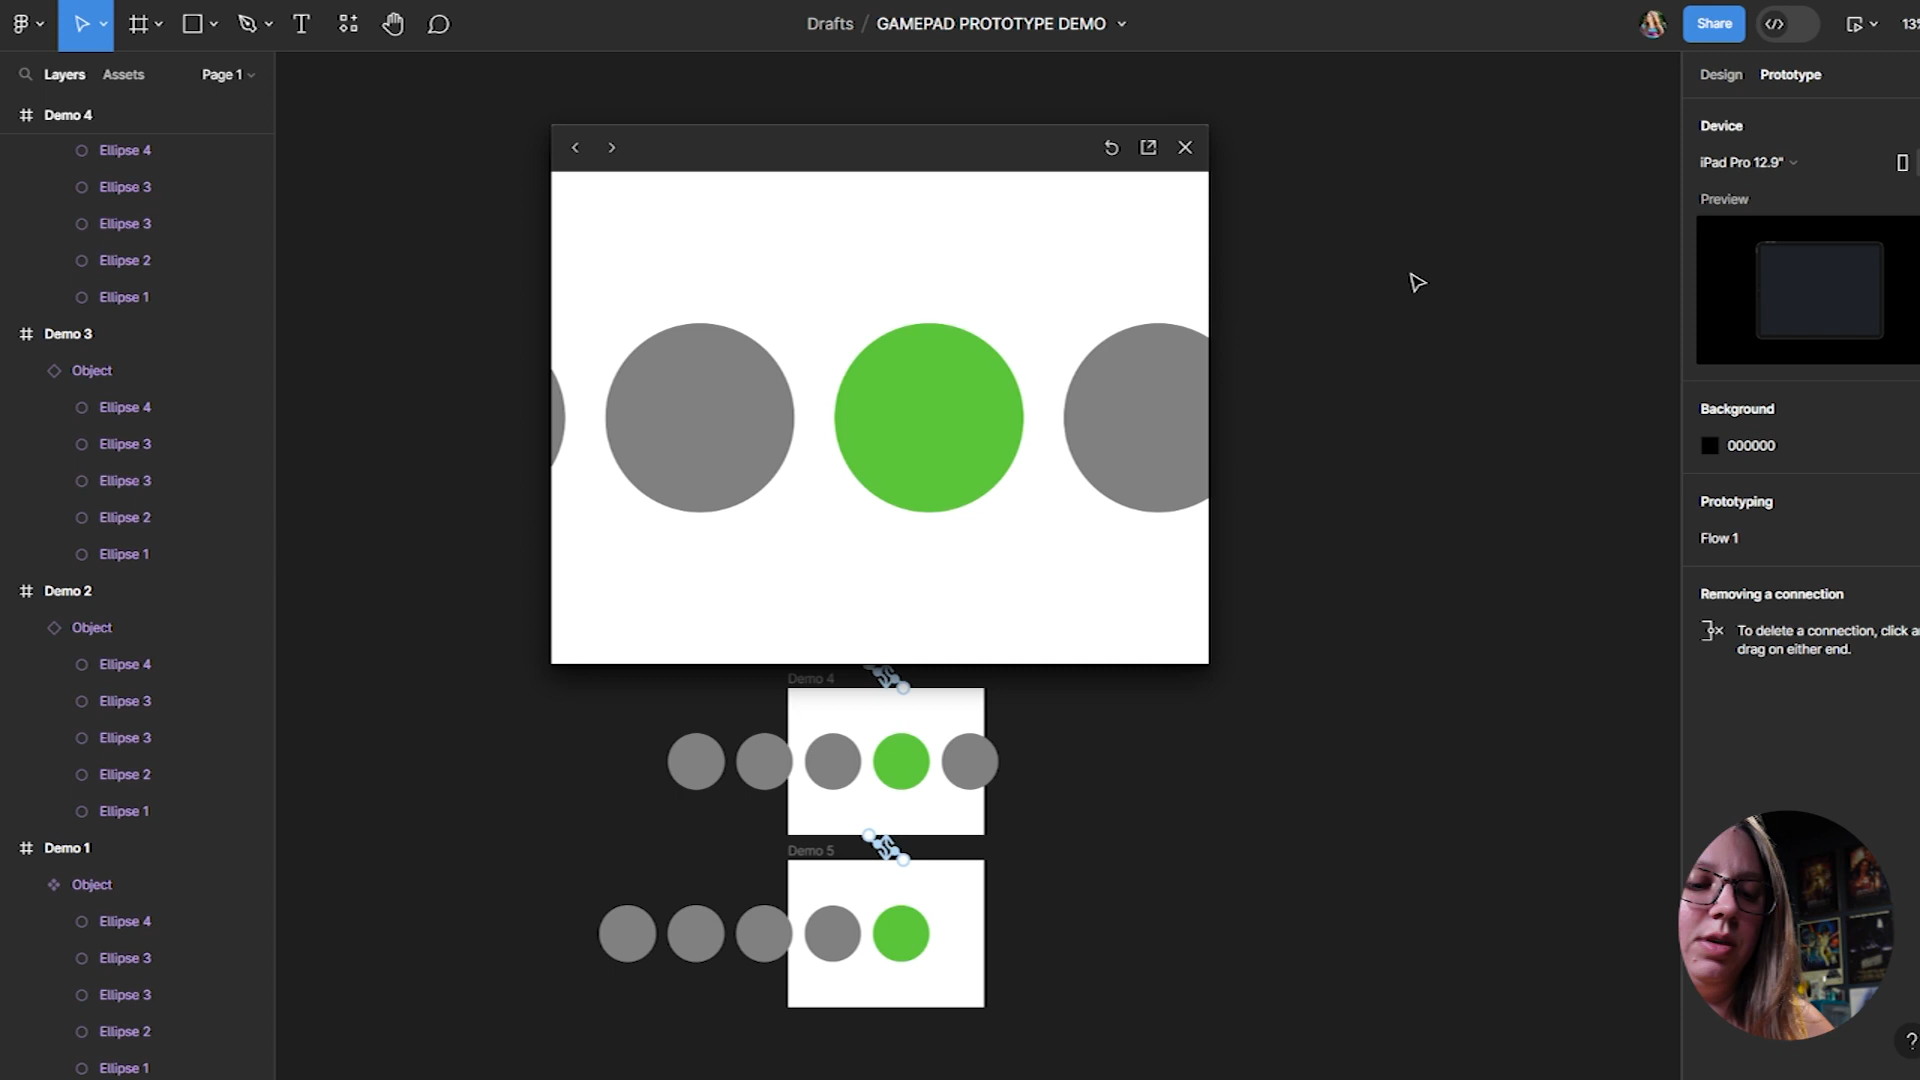 Drafts / GAMEPAD PROTOTYPE DEMO
Share
13%
Layers
Assets
Page 1
Demo 4
Ellipse 4
Ellipse 3
Ellipse 3
Ellipse 2
Ellipse 1
Demo 3
Object
Ellipse 4
Ellipse 3
Ellipse 3
Ellipse 2
Ellipse 1
Demo 2
Object
Ellipse 4
Ellipse 3
Ellipse 3
Ellipse 2
Ellipse 1
Demo 1
Object
Ellipse 4
Ellipse 3
Ellipse 3
Ellipse 2
Ellipse 1
Demo 4
Demo 5
Design
Prototype
Device
iPad Pro 12.9"
Preview
Background
000000
Prototyping
Flow 1
Removing a connection
To delete a connection, click a
drag on either end.
?